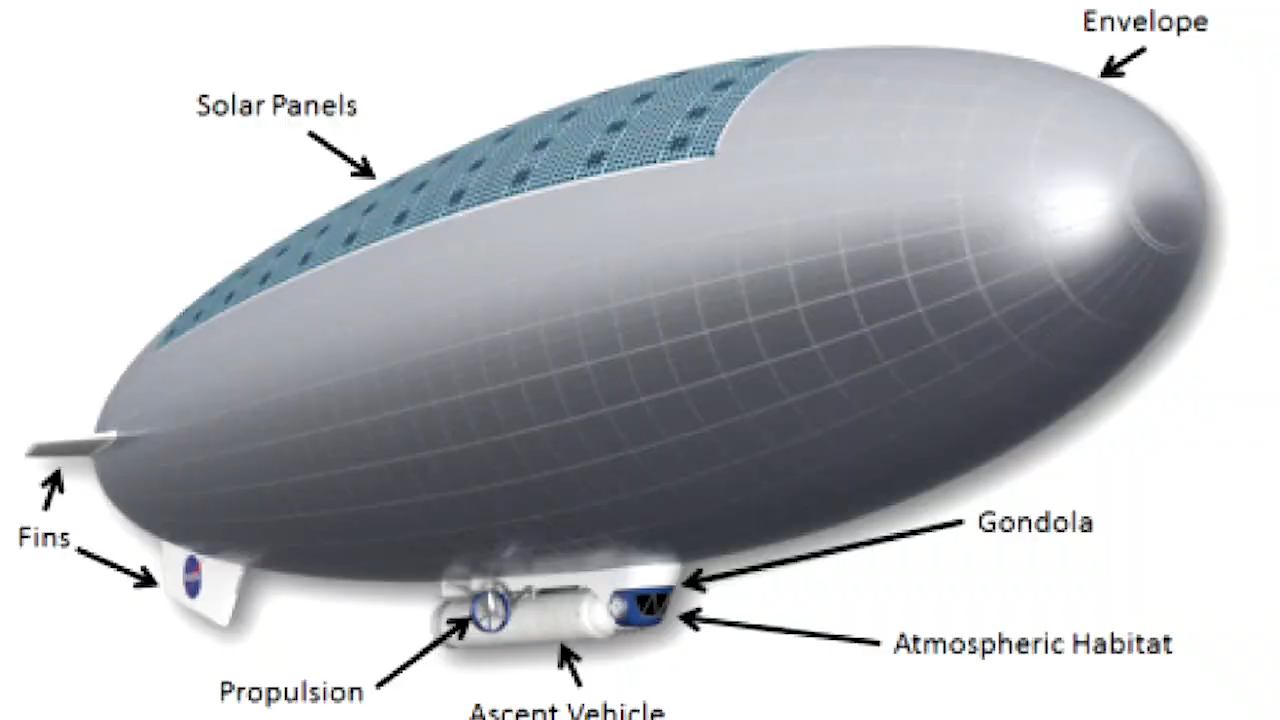 Envelope
Solar Panels
Gondola
Fins
Atmospheric Habitat
Propulsion
Ascent Vehicle